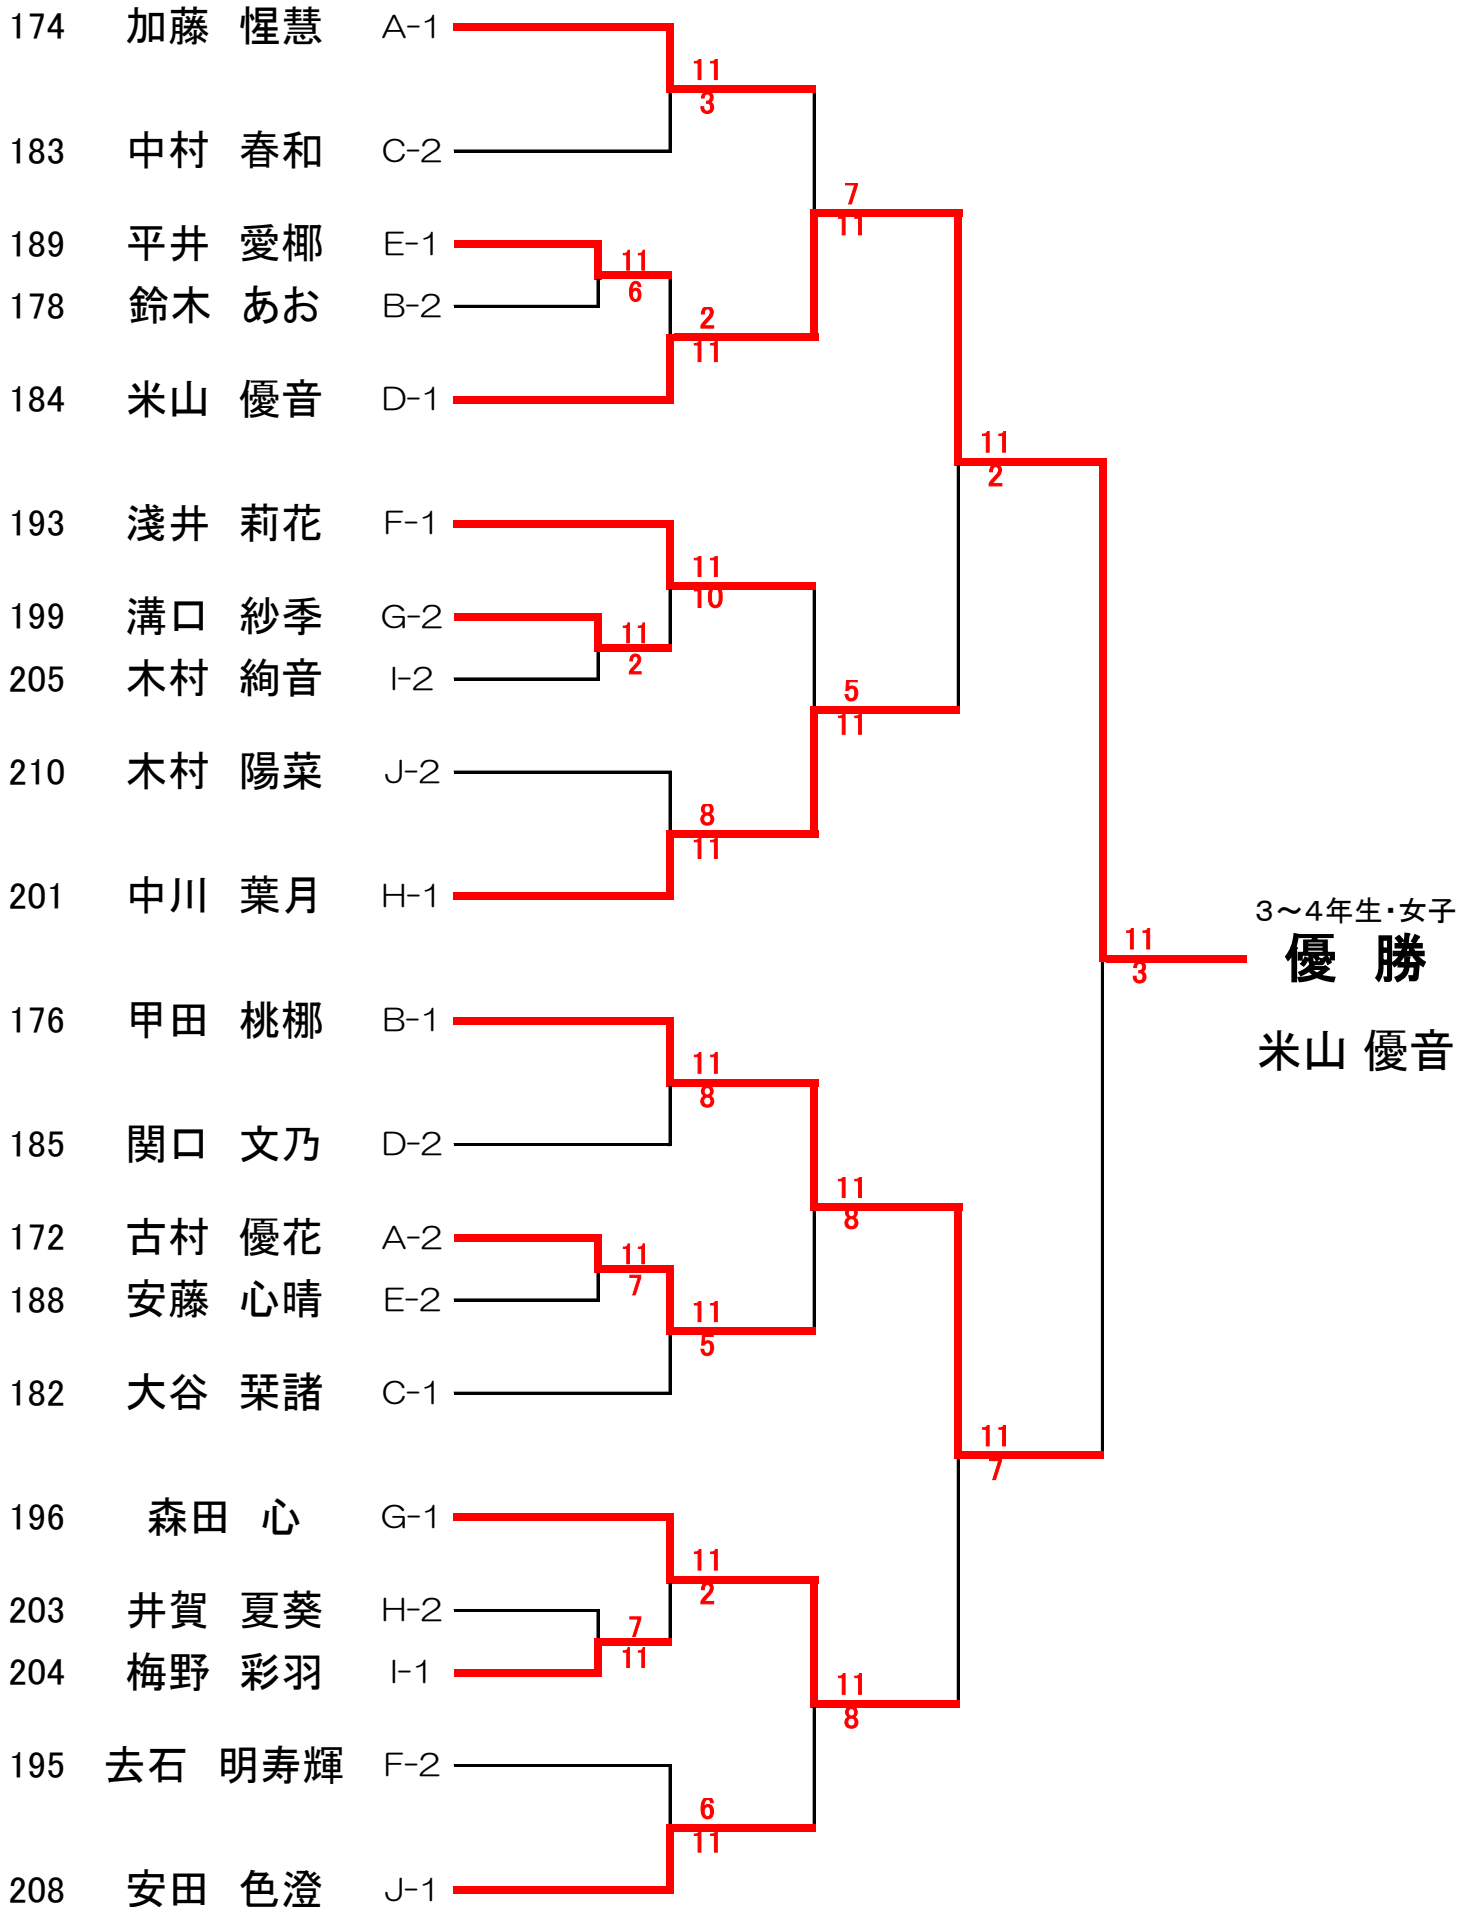 174 加藤 惺慧 A-1
11
3
183 中村 春和 C-2
7
11
189 平井 愛椰 E-1
11
6
178 鈴木 あお B-2
2
11
184 米山 優音 D-1
11
2
193 淺井 莉花 F-1
11
10
199 溝口 紗季 G-2
11
2
205 木村 絢音 I-2
5
11
210 木村 陽菜 J-2
8
11
201 中川 葉月 H-1
3～4年生・女子
優 勝
11
3
米山 優音
176 甲田 桃梛 B-1
11
8
185 関口 文乃 D-2
11
8
172 古村 優花 A-2
11
7
188 安藤 心晴 E-2
11
5
182 大谷 栞諸 C-1
11
7
196 森田 心 G-1
11
2
203 井賀 夏葵 H-2
7
11
204 梅野 彩羽 I-1
11
8
195 去石 明寿輝 F-2
6
11
208 安田 色澄 J-1